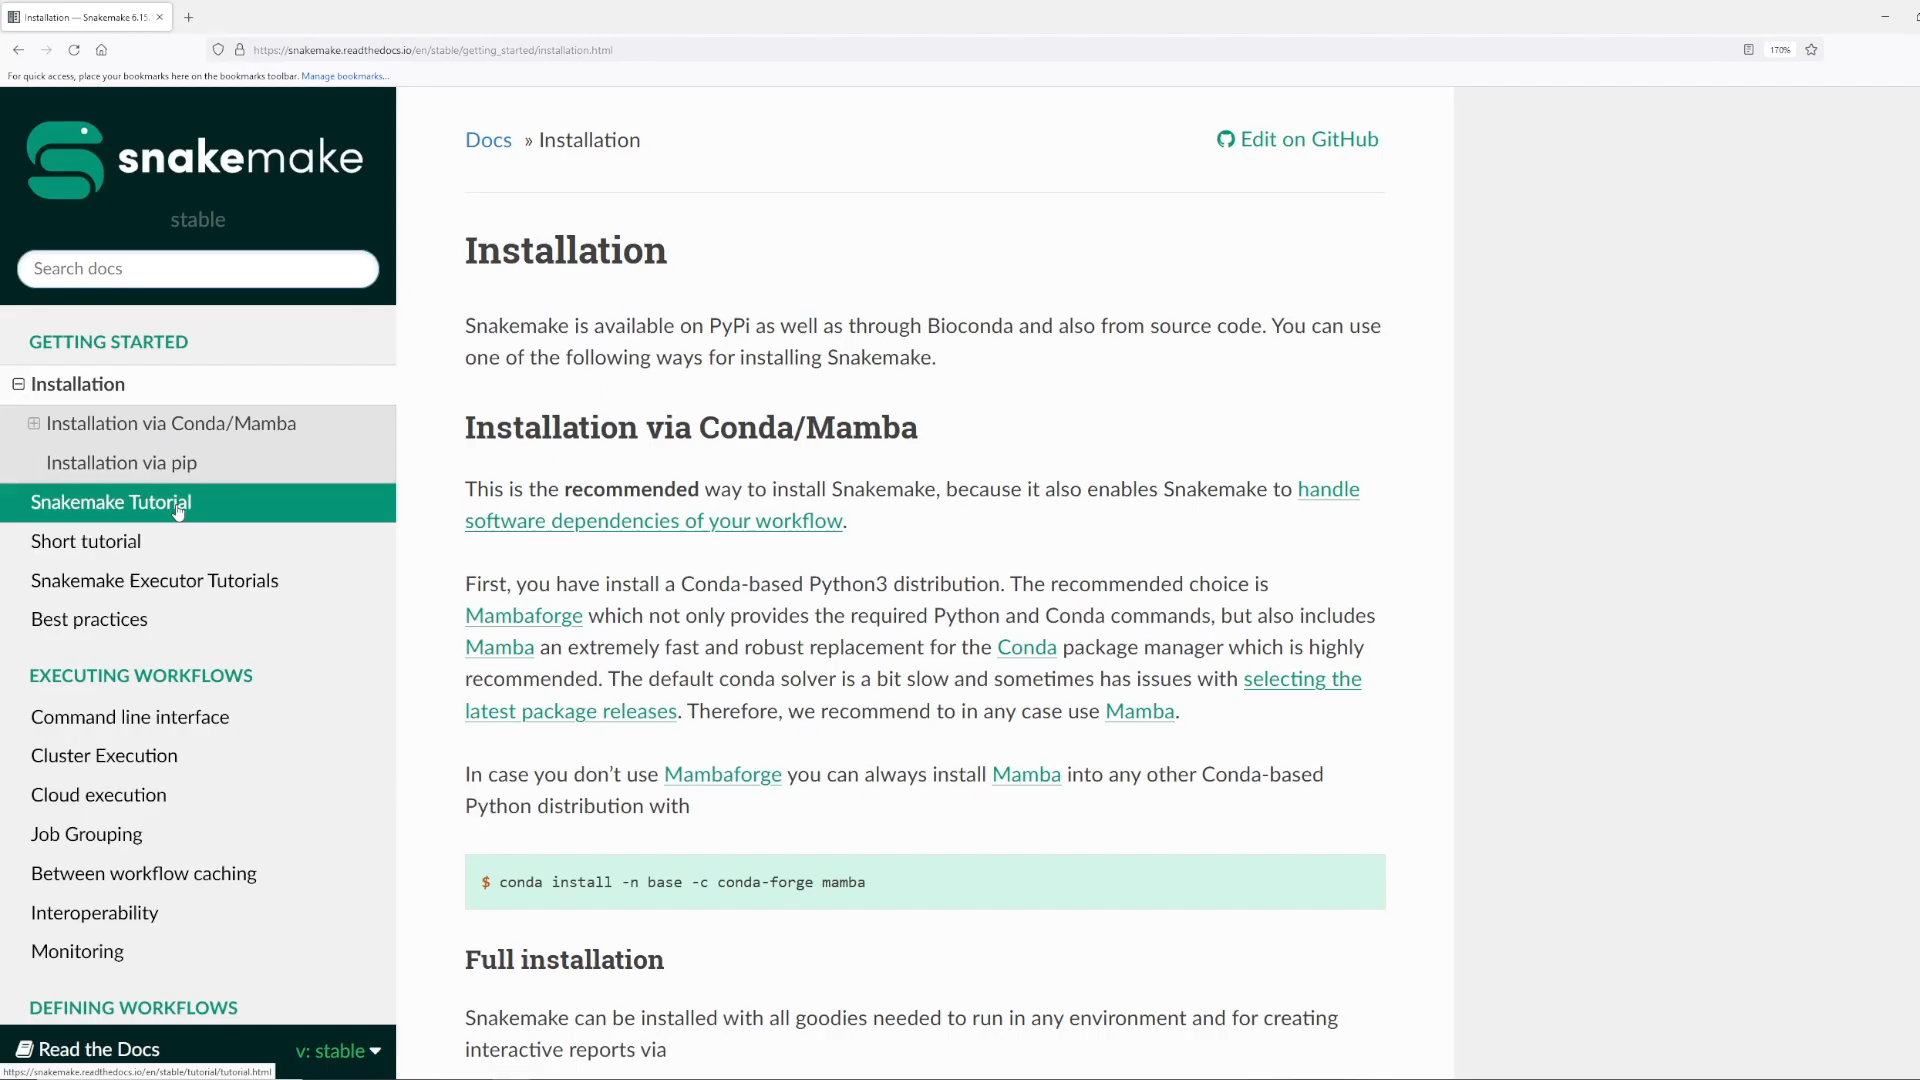 Installation — Snakemake 6.15.
https://snakemake.readthedocs.io/en/stable/getting_started/installation.html
170%
For quick access, place your bookmarks here on the bookmarks toolbar. Manage bookmarks...
snakemake
stable
Search docs
GETTING STARTED
Installation
Installation via Conda/Mamba
Installation via pip
Snakemake Tutorial
Short tutorial
Snakemake Executor Tutorials
Best practices
EXECUTING WORKFLOWS
Command line interface
Cluster Execution
Cloud execution
Job Grouping
Between workflow caching
Interoperability
Monitoring
DEFINING WORKFLOWS
Read the Docs
v: stable
https://snakemake.readthedocs.io/en/stable/tutorial/tutorial.html
Docs » Installation
Edit on GitHub
Installation
Snakemake is available on PyPi as well as through Bioconda and also from source code. You can use
one of the following ways for installing Snakemake.
Installation via Conda/Mamba
This is the recommended way to install Snakemake, because it also enables Snakemake to handle
software dependencies of your workflow.
First, you have install a Conda-based Python3 distribution. The recommended choice is
Mambaforge which not only provides the required Python and Conda commands, but also includes
Mamba an extremely fast and robust replacement for the Conda package manager which is highly
recommended. The default conda solver is a bit slow and sometimes has issues with selecting the
latest package releases. Therefore, we recommend to in any case use Mamba.
In case you don’t use Mambaforge you can always install Mamba into any other Conda-based
Python distribution with
$ conda install -n base -c conda-forge mamba
Full installation
Snakemake can be installed with all goodies needed to run in any environment and for creating
interactive reports via